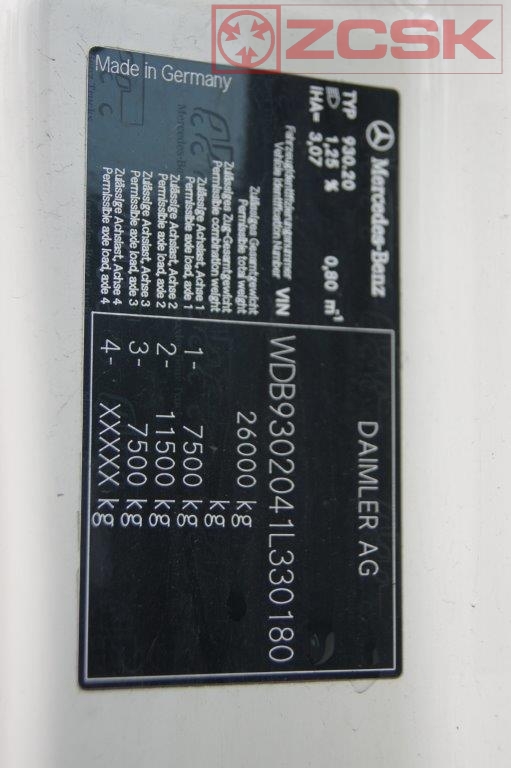 ZCSK
Mercedes-Benz
DAIMLER AG
TYP 930.20
1,25 % 0,80 m⁻¹
IHA= 3,07
Fahrzeugidentifizierungsnummer
Vehicle Identification Number VIN WDB9302041L330180
Zulässiges Gesamtgewicht
Permissible total weight 26000 kg
Zulässiges Zug-Gesamtgewicht
Permissible combination weight kg
Zulässige Achslast, Achse 1
Permissible axle load, axle 1 1- 7500 kg
Zulässige Achslast, Achse 2
Permissible axle load, axle 2 2- 11500 kg
Zulässige Achslast, Achse 3
Permissible axle load, axle 3 3- 7500 kg
Zulässige Achslast, Achse 4
Permissible axle load, axle 4 4- XXXXX kg
Made in Germany